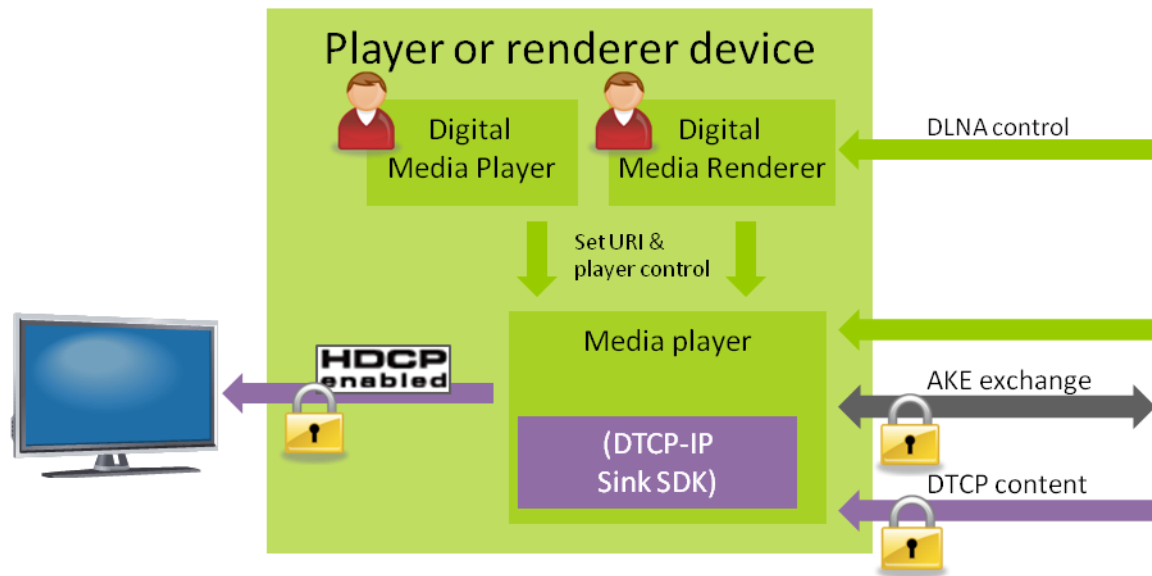 Player or renderer device
Digital
Media Player
Digital
Media Renderer
DLNA control
Set URI &
player control
Media player
HDCP
enabled
AKE exchange
(DTCP-IP
Sink SDK)
DTCP content